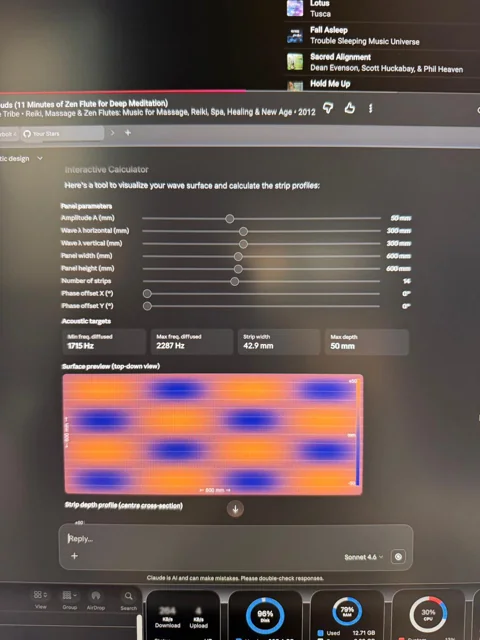 Lotus
Tusca
Fall Asleep
Trouble Sleeping Music Universe
Sacred Alignment
Dean Evenson, Scott Huckabay, & Phil Heaven
Hold Me Up
uds (11 Minutes of Zen Flute for Deep Meditation)
Tribe • Reiki, Massage & Zen Flutes: Music for Massage, Reiki, Spa, Healing & New Age • 2012
Your Stars
tic design
Interactive Calculator
Here's a tool to visualize your wave surface and calculate the strip profiles:
Panel parameters
Amplitude A (mm) 50 mm
Wave λ horizontal (mm) 300 mm
Wave λ vertical (mm) 300 mm
Panel width (mm) 600 mm
Panel height (mm) 600 mm
Number of strips 14
Phase offset X (°) 0°
Phase offset Y (°) 0°
Acoustic targets
Min freq. diffused Max freq. diffused Strip width Max depth
1715 Hz 2287 Hz 42.9 mm 50 mm
Surface preview (top-down view)
← 600 mm →
Strip depth profile (centre cross-section)
Reply...
+ Sonnet 4.6
Claude is AI and can make mistakes. Please double-check responses.
View Group AirDrop Search
264 4
KB/s KB/s
Download Upload
96%
Disk
79%
RAM
Used 12.71 GB
30%
CPU